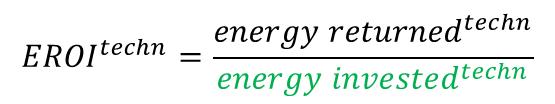 EROI^techn = energy returned^techn / energy invested^techn